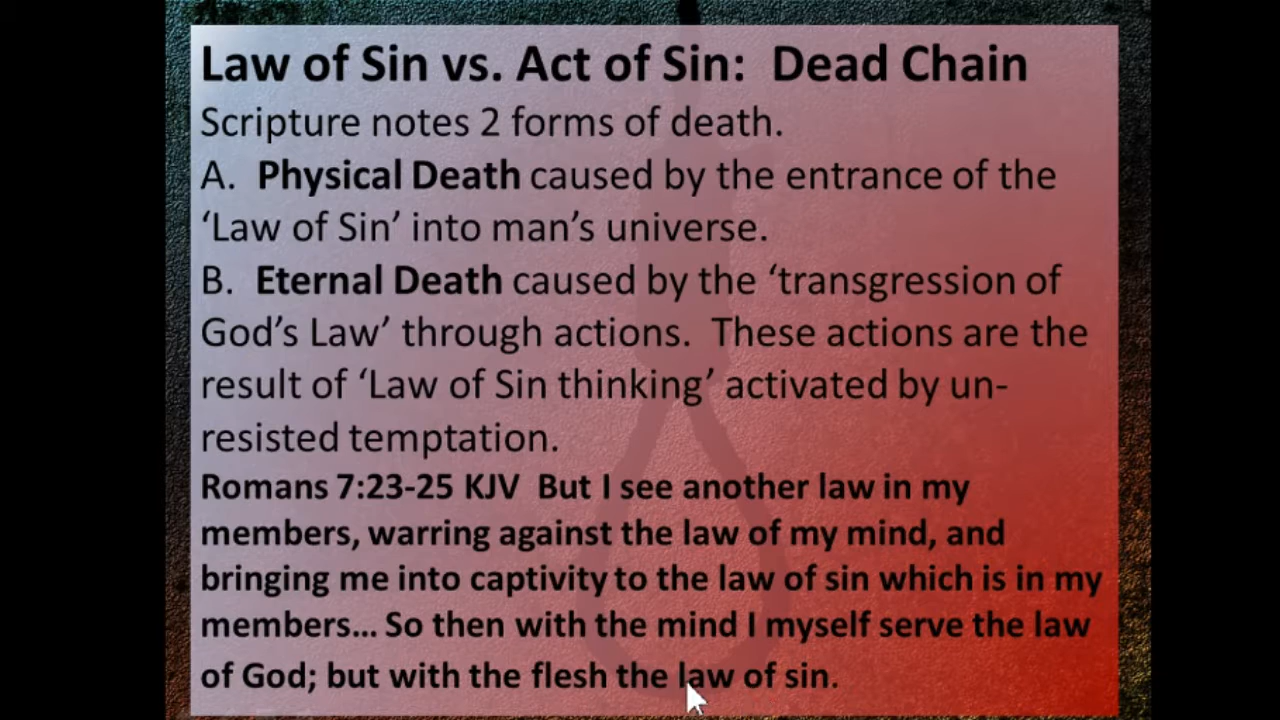 Law of Sin vs. Act of Sin:  Dead Chain
Scripture notes 2 forms of death.
A.  Physical Death caused by the entrance of the
‘Law of Sin’ into man’s universe.
B.  Eternal Death caused by the ‘transgression of
God’s Law’ through actions.  These actions are the
result of ‘Law of Sin thinking’ activated by un-
resisted temptation.
Romans 7:23-25 KJV  But I see another law in my
members, warring against the law of my mind, and
bringing me into captivity to the law of sin which is in my
members… So then with the mind I myself serve the law
of God; but with the flesh the law of sin.